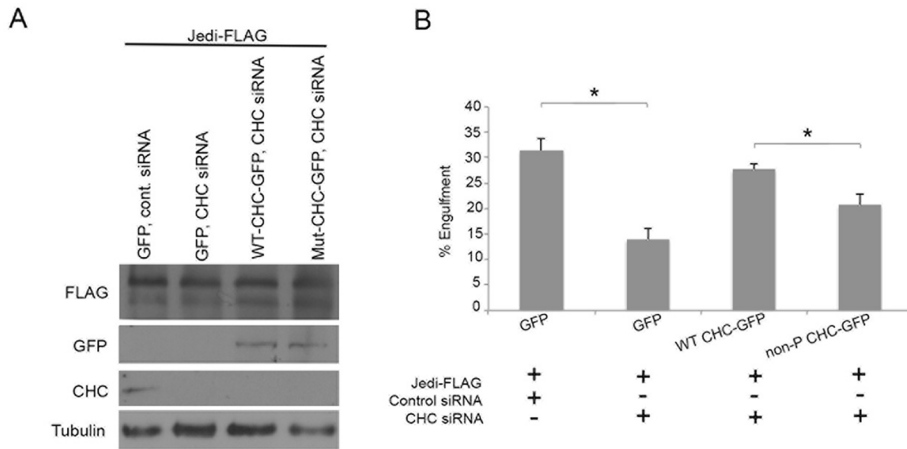 A
Jedi-FLAG
GFP, cont. siRNA
GFP, CHC siRNA
WT-CHC-GFP, CHC siRNA
Mut-CHC-GFP, CHC siRNA
FLAG
GFP
CHC
Tubulin
B
% Engulfment
40
35
30
25
20
15
10
5
0
*
*
GFP
GFP
WT CHC-GFP
non-P CHC-GFP
Jedi-FLAG + + + +
Control siRNA + - - -
CHC siRNA - + + +